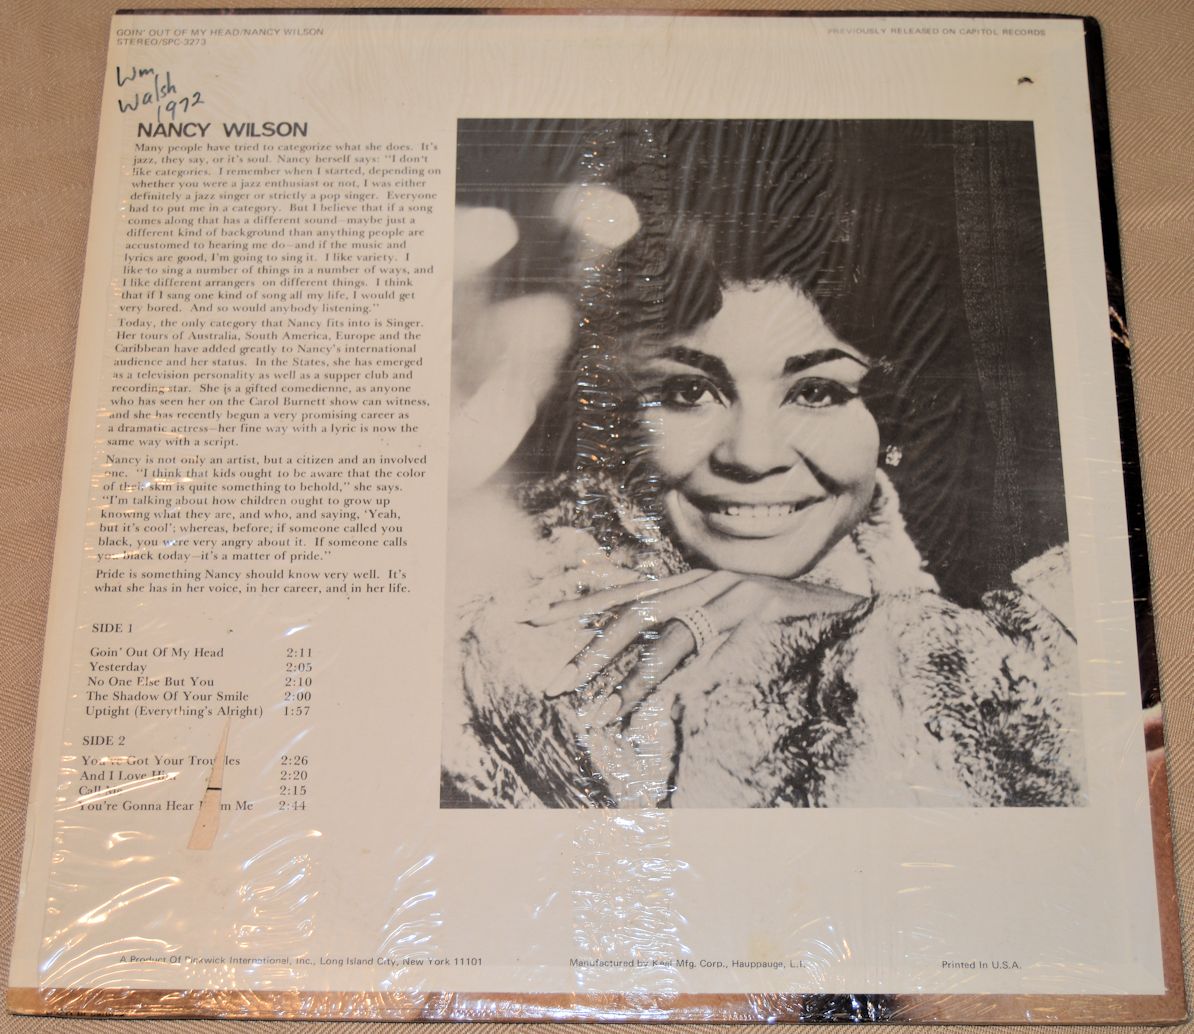 GOIN' OUT OF MY HEAD/NANCY WILSON
STEREO/SPC-3273
PREVIOUSLY RELEASED ON CAPITOL RECORDS
Wm
Walsh
1972
NANCY WILSON
Many people have tried to categorize what she does. It's
jazz, they say, or it's soul. Nancy herself says: "I don't
like categories. I remember when I started, depending on
whether you were a jazz enthusiast or not, I was either
definitely a jazz singer or strictly a pop singer. Everyone
had to put me in a category. But I believe that if a song
comes along that has a different sound—maybe just a
different kind of background than anything people are
accustomed to hearing me do—and if the music and
lyrics are good, I'm going to sing it. I like variety. I
like to sing a number of things in a number of ways, and
I like different arrangers on different things. I think
that if I sang one kind of song all my life, I would get
very bored. And so would anybody listening."
Today, the only category that Nancy fits into is Singer.
Her tours of Australia, South America, Europe and the
Caribbean have added greatly to Nancy's international
audience and her status. In the States, she has emerged
as a television personality as well as a supper club and
recording star. She is a gifted comedienne, as anyone
who has seen her on the Carol Burnett show can witness,
and she has recently begun a very promising career as
a dramatic actress—her fine way with a lyric is now the
same way with a script.
Nancy is not only an artist, but a citizen and an involved
one. "I think that kids ought to be aware that the color
of their skin is quite something to behold," she says.
"I'm talking about how children ought to grow up
knowing what they are, and who, and saying, 'Yeah,
but it's cool'; whereas, before, if someone called you
black, you were very angry about it. If someone calls
you black today—it's a matter of pride."
Pride is something Nancy should know very well. It's
what she has in her voice, in her career, and in her life.
SIDE 1
Goin' Out Of My Head 2:11
Yesterday 2:05
No One Else But You 2:10
The Shadow Of Your Smile 2:00
Uptight (Everything's Alright) 1:57
SIDE 2
You've Got Your Troubles 2:26
And I Love Him 2:20
Call Me 2:15
You're Gonna Hear From Me 2:44
A Product Of Pickwick International, Inc., Long Island City, New York 11101
Manufactured by Keel Mfg. Corp., Hauppauge, L.I.
Printed In U.S.A.